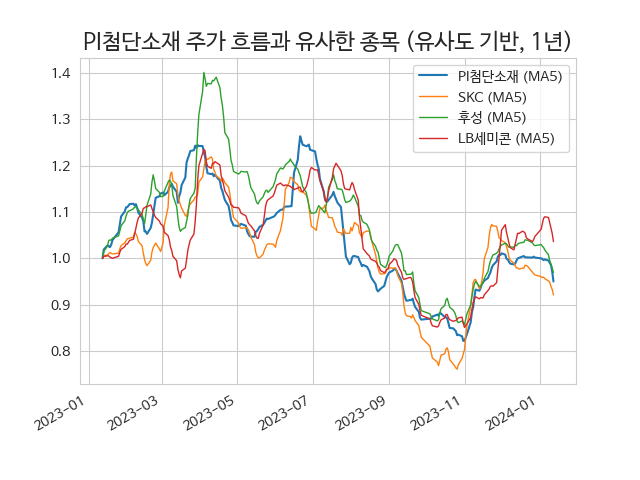 PI첨단소재 주가 흐름과 유사한 종목 (유사도 기반, 1년)
PI첨단소재 (MA5)
SKC (MA5)
후성 (MA5)
LB세미콘 (MA5)
1.4
1.3
1.2
1.1
1.0
0.9
0.8
2023-01
2023-03
2023-05
2023-07
2023-09
2023-11
2024-01